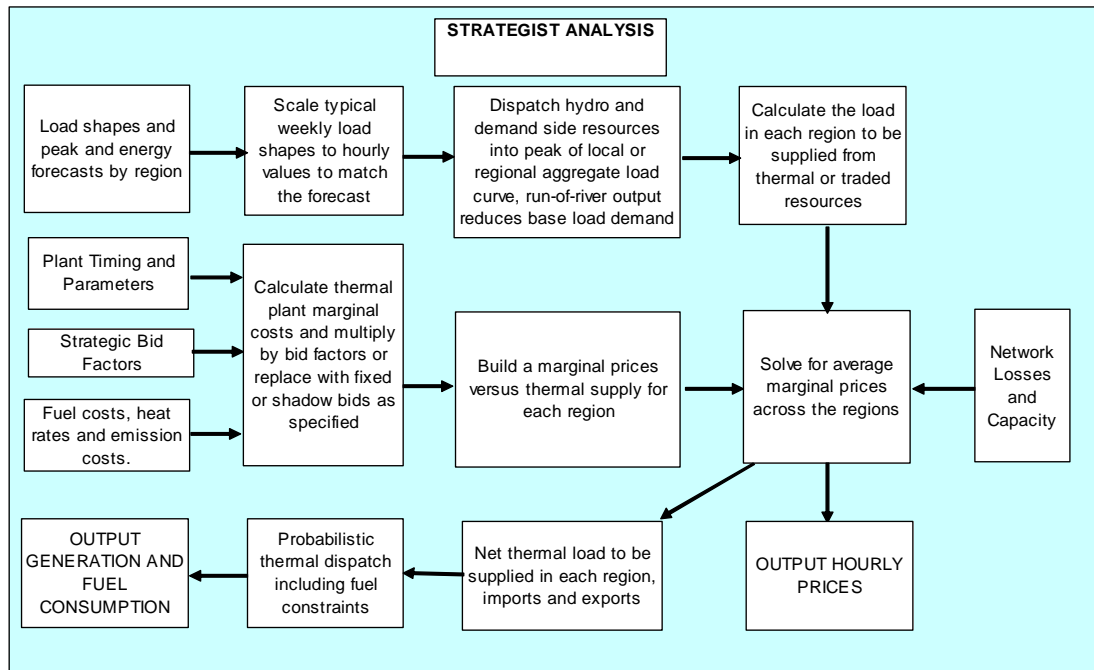 STRATEGIST ANALYSIS
Load shapes and
peak and energy
forecasts by region
Scale typical
weekly load
shapes to hourly
values to match
the forecast
Dispatch hydro and
demand side resources
into peak of local or
regional aggregate load
curve, run-of-river output
reduces base load demand
Calculate the load
in each region to be
supplied from
thermal or traded
resources
Plant Timing and
Parameters
Strategic Bid
Factors
Fuel costs, heat
rates and emission
costs.
Calculate thermal
plant marginal
costs and multiply
by bid factors or
replace with fixed
or shadow bids as
specified
Build a marginal prices
versus thermal supply for
each region
Solve for average
marginal prices
across the regions
Network
Losses
and
Capacity
OUTPUT
GENERATION AND
FUEL
CONSUMPTION
Probabilistic
thermal dispatch
including fuel
constraints
Net thermal load to be
supplied in each region,
imports and exports
OUTPUT HOURLY
PRICES